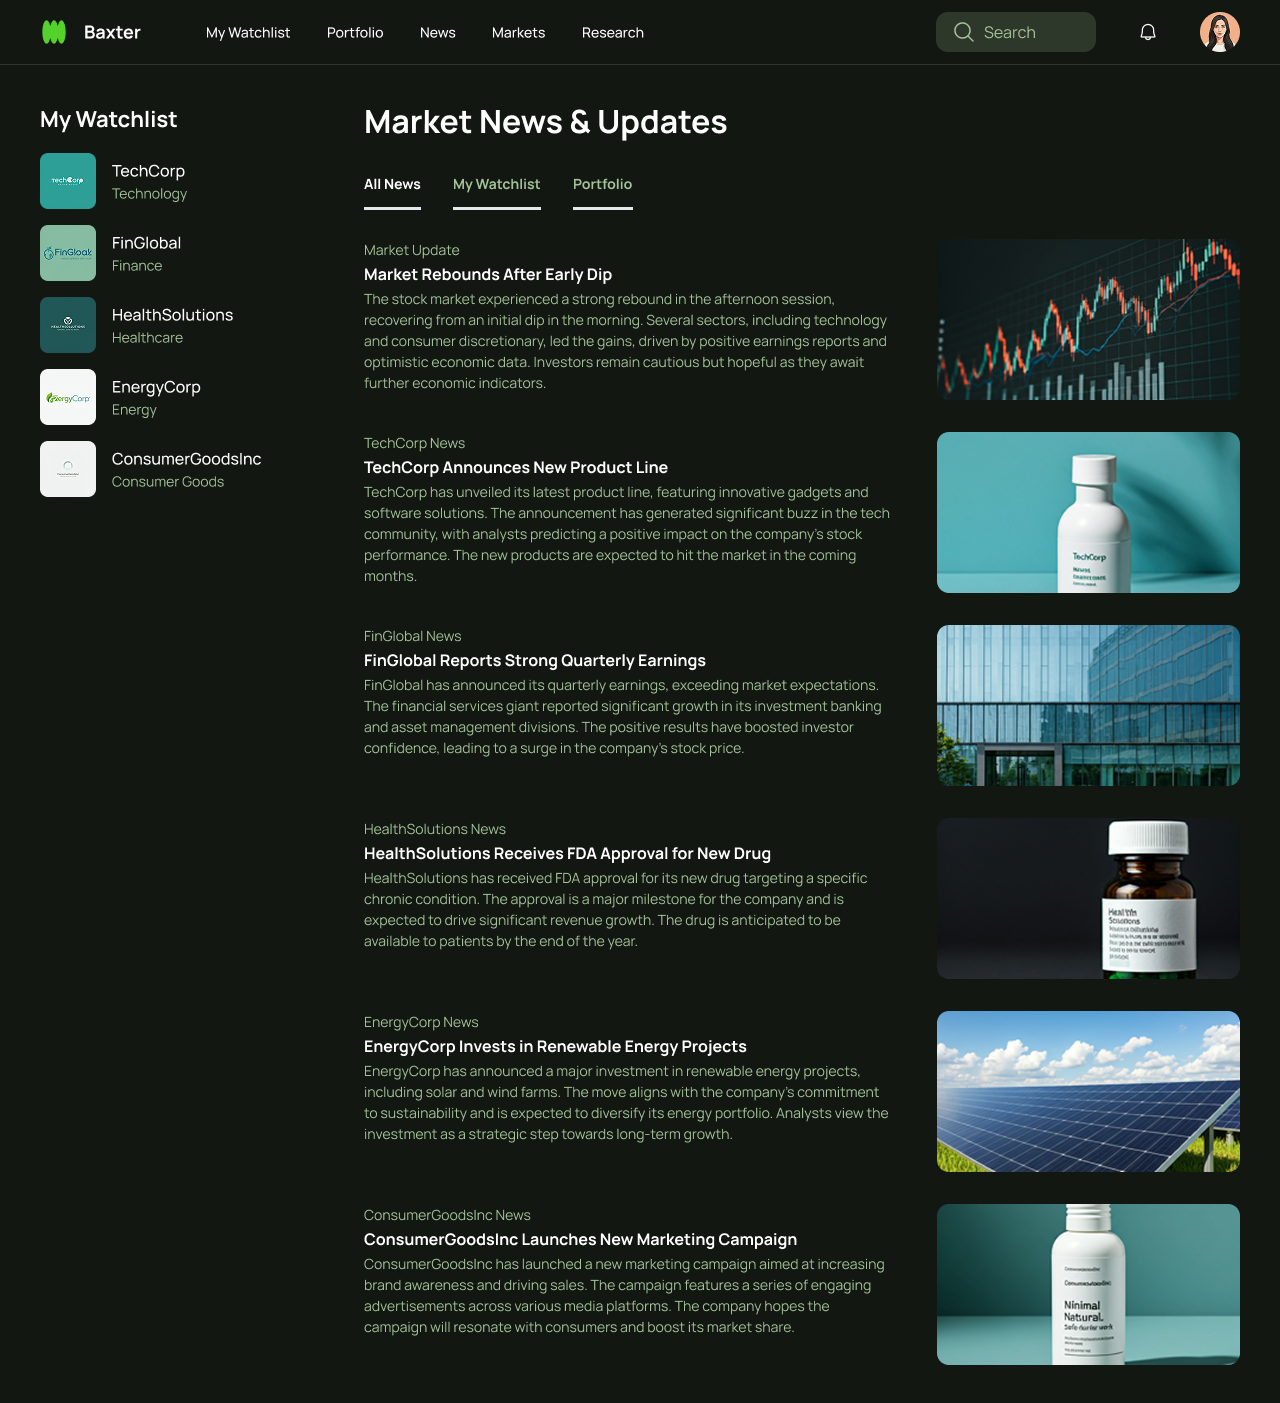 Baxter
My Watchlist
Portfolio
News
Markets
Research
Search
My Watchlist
TechCorp
TechCorp
Technology
FinGloak
FinGlobal
Finance
HEALTHSOLUTIONS
HealthSolutions
Healthcare
EnergyCorp
Energy
ConsumerGoodsInc
Consumer Goods
Market News & Updates
All News
My Watchlist
Portfolio
Market Update
Market Rebounds After Early Dip
The stock market experienced a strong rebound in the afternoon session,
recovering from an initial dip in the morning. Several sectors, including technology
and consumer discretionary, led the gains, driven by positive earnings reports and
optimistic economic data. Investors remain cautious but hopeful as they await
further economic indicators.
TechCorp News
TechCorp Announces New Product Line
TechCorp has unveiled its latest product line, featuring innovative gadgets and
software solutions. The announcement has generated significant buzz in the tech
community, with analysts predicting a positive impact on the company's stock
performance. The new products are expected to hit the market in the coming
months.
TechCorp
FinGlobal News
FinGlobal Reports Strong Quarterly Earnings
FinGlobal has announced its quarterly earnings, exceeding market expectations.
The financial services giant reported significant growth in its investment banking
and asset management divisions. The positive results have boosted investor
confidence, leading to a surge in the company's stock price.
HealthSolutions News
HealthSolutions Receives FDA Approval for New Drug
HealthSolutions has received FDA approval for its new drug targeting a specific
chronic condition. The approval is a major milestone for the company and is
expected to drive significant revenue growth. The drug is anticipated to be
available to patients by the end of the year.
EnergyCorp News
EnergyCorp Invests in Renewable Energy Projects
EnergyCorp has announced a major investment in renewable energy projects,
including solar and wind farms. The move aligns with the company's commitment
to sustainability and is expected to diversify its energy portfolio. Analysts view the
investment as a strategic step towards long-term growth.
ConsumerGoodsInc News
ConsumerGoodsInc Launches New Marketing Campaign
ConsumerGoodsInc has launched a new marketing campaign aimed at increasing
brand awareness and driving sales. The campaign features a series of engaging
advertisements across various media platforms. The company hopes the
campaign will resonate with consumers and boost its market share.
Ninimal
Natural.